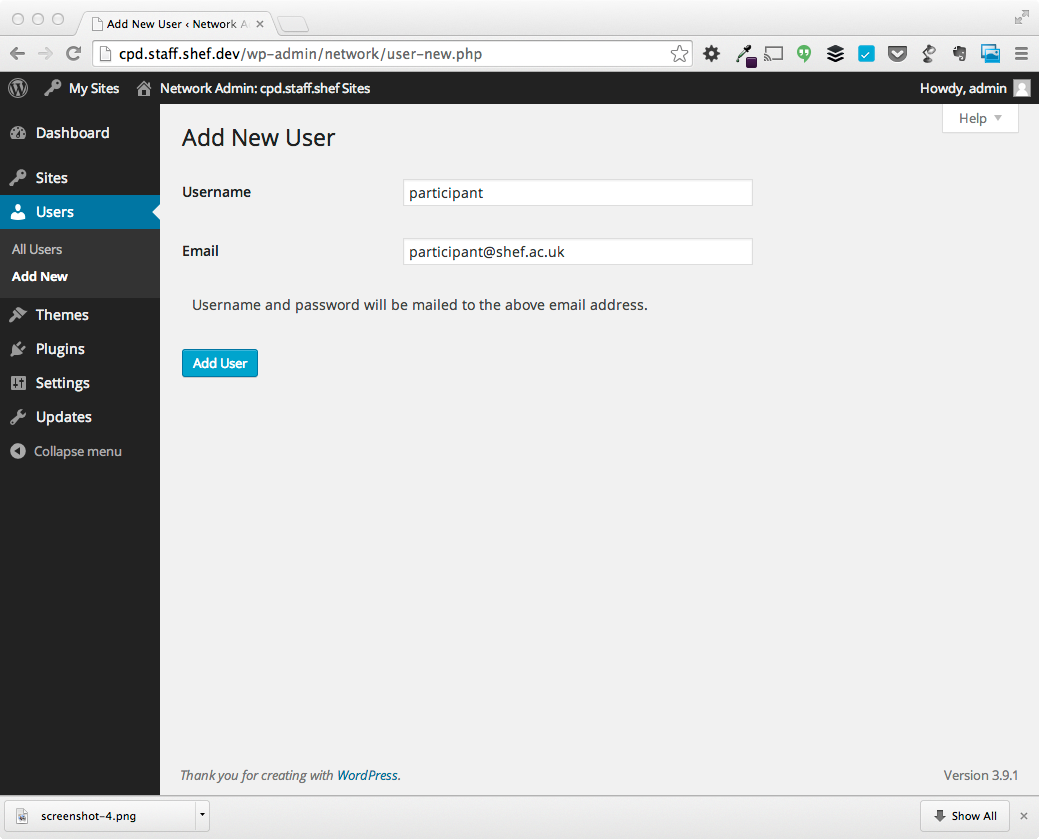 Add New User ‹ Network A
cpd.staff.shef.dev/wp-admin/network/user-new.php
My Sites
Network Admin: cpd.staff.shef Sites
Howdy, admin
Help
Dashboard
Sites
Users
All Users
Add New
Themes
Plugins
Settings
Updates
Collapse menu
Add New User
Username
participant
Email
participant@shef.ac.uk
Username and password will be mailed to the above email address.
Add User
Thank you for creating with WordPress.
Version 3.9.1
screenshot-4.png
Show All